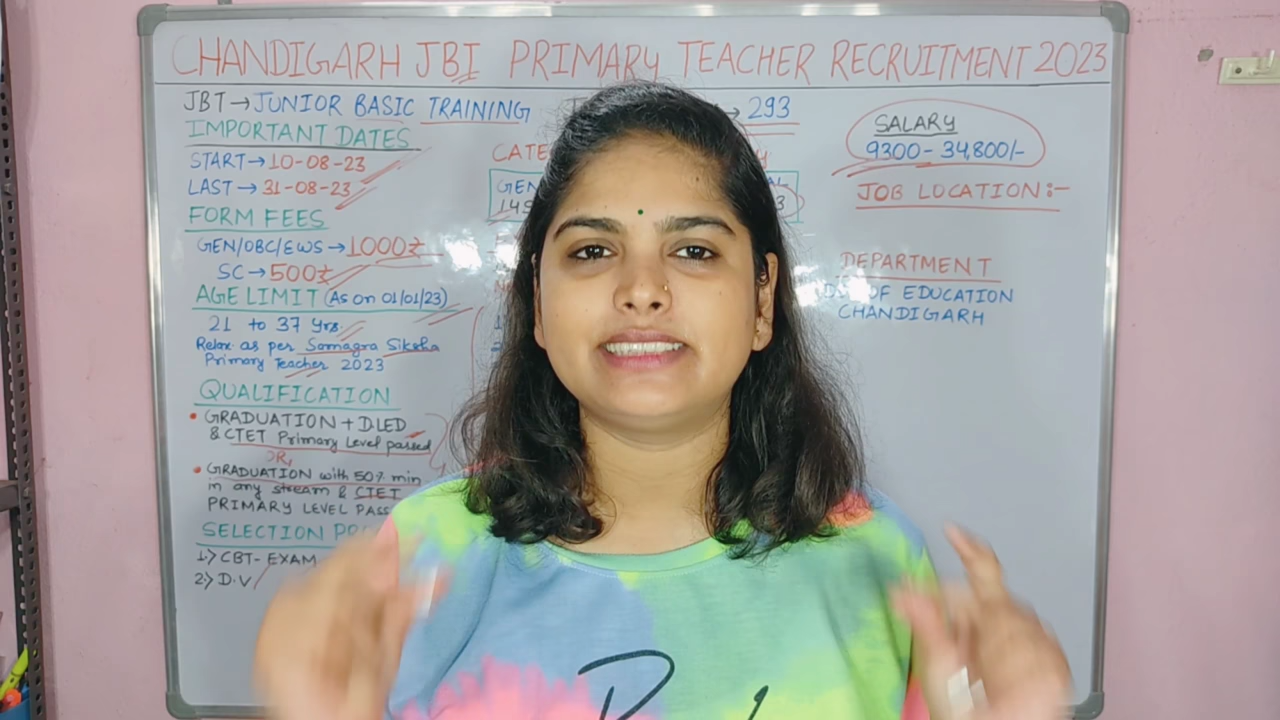 CHANDIGARH JBT PRIMARY TEACHER RECRUITMENT 2023
JBT→JUNIOR BASIC TRAINING
IMPORTANT DATES
START→10-08-23
LAST→31-08-23
FORM FEES
GEN/OBC/EWS→1000₹
SC→500₹
AGE LIMIT (As on 01/01/23)
21 to 37 Yrs.
Relax. as per Samagra Siksha
Primary Teacher 2023
QUALIFICATION
• GRADUATION + D.LED
& CTET Primary Level passed
OR,
• GRADUATION with 50% min
in any stream & CTET
PRIMARY LEVEL PASS
SELECTION
1.> CBT-EXAM
2.> D.V
→ 293
CATE
GEN
149
SALARY
9300-34,800/-
JOB LOCATION:-
DEPARTMENT
OF EDUCATION
CHANDIGARH